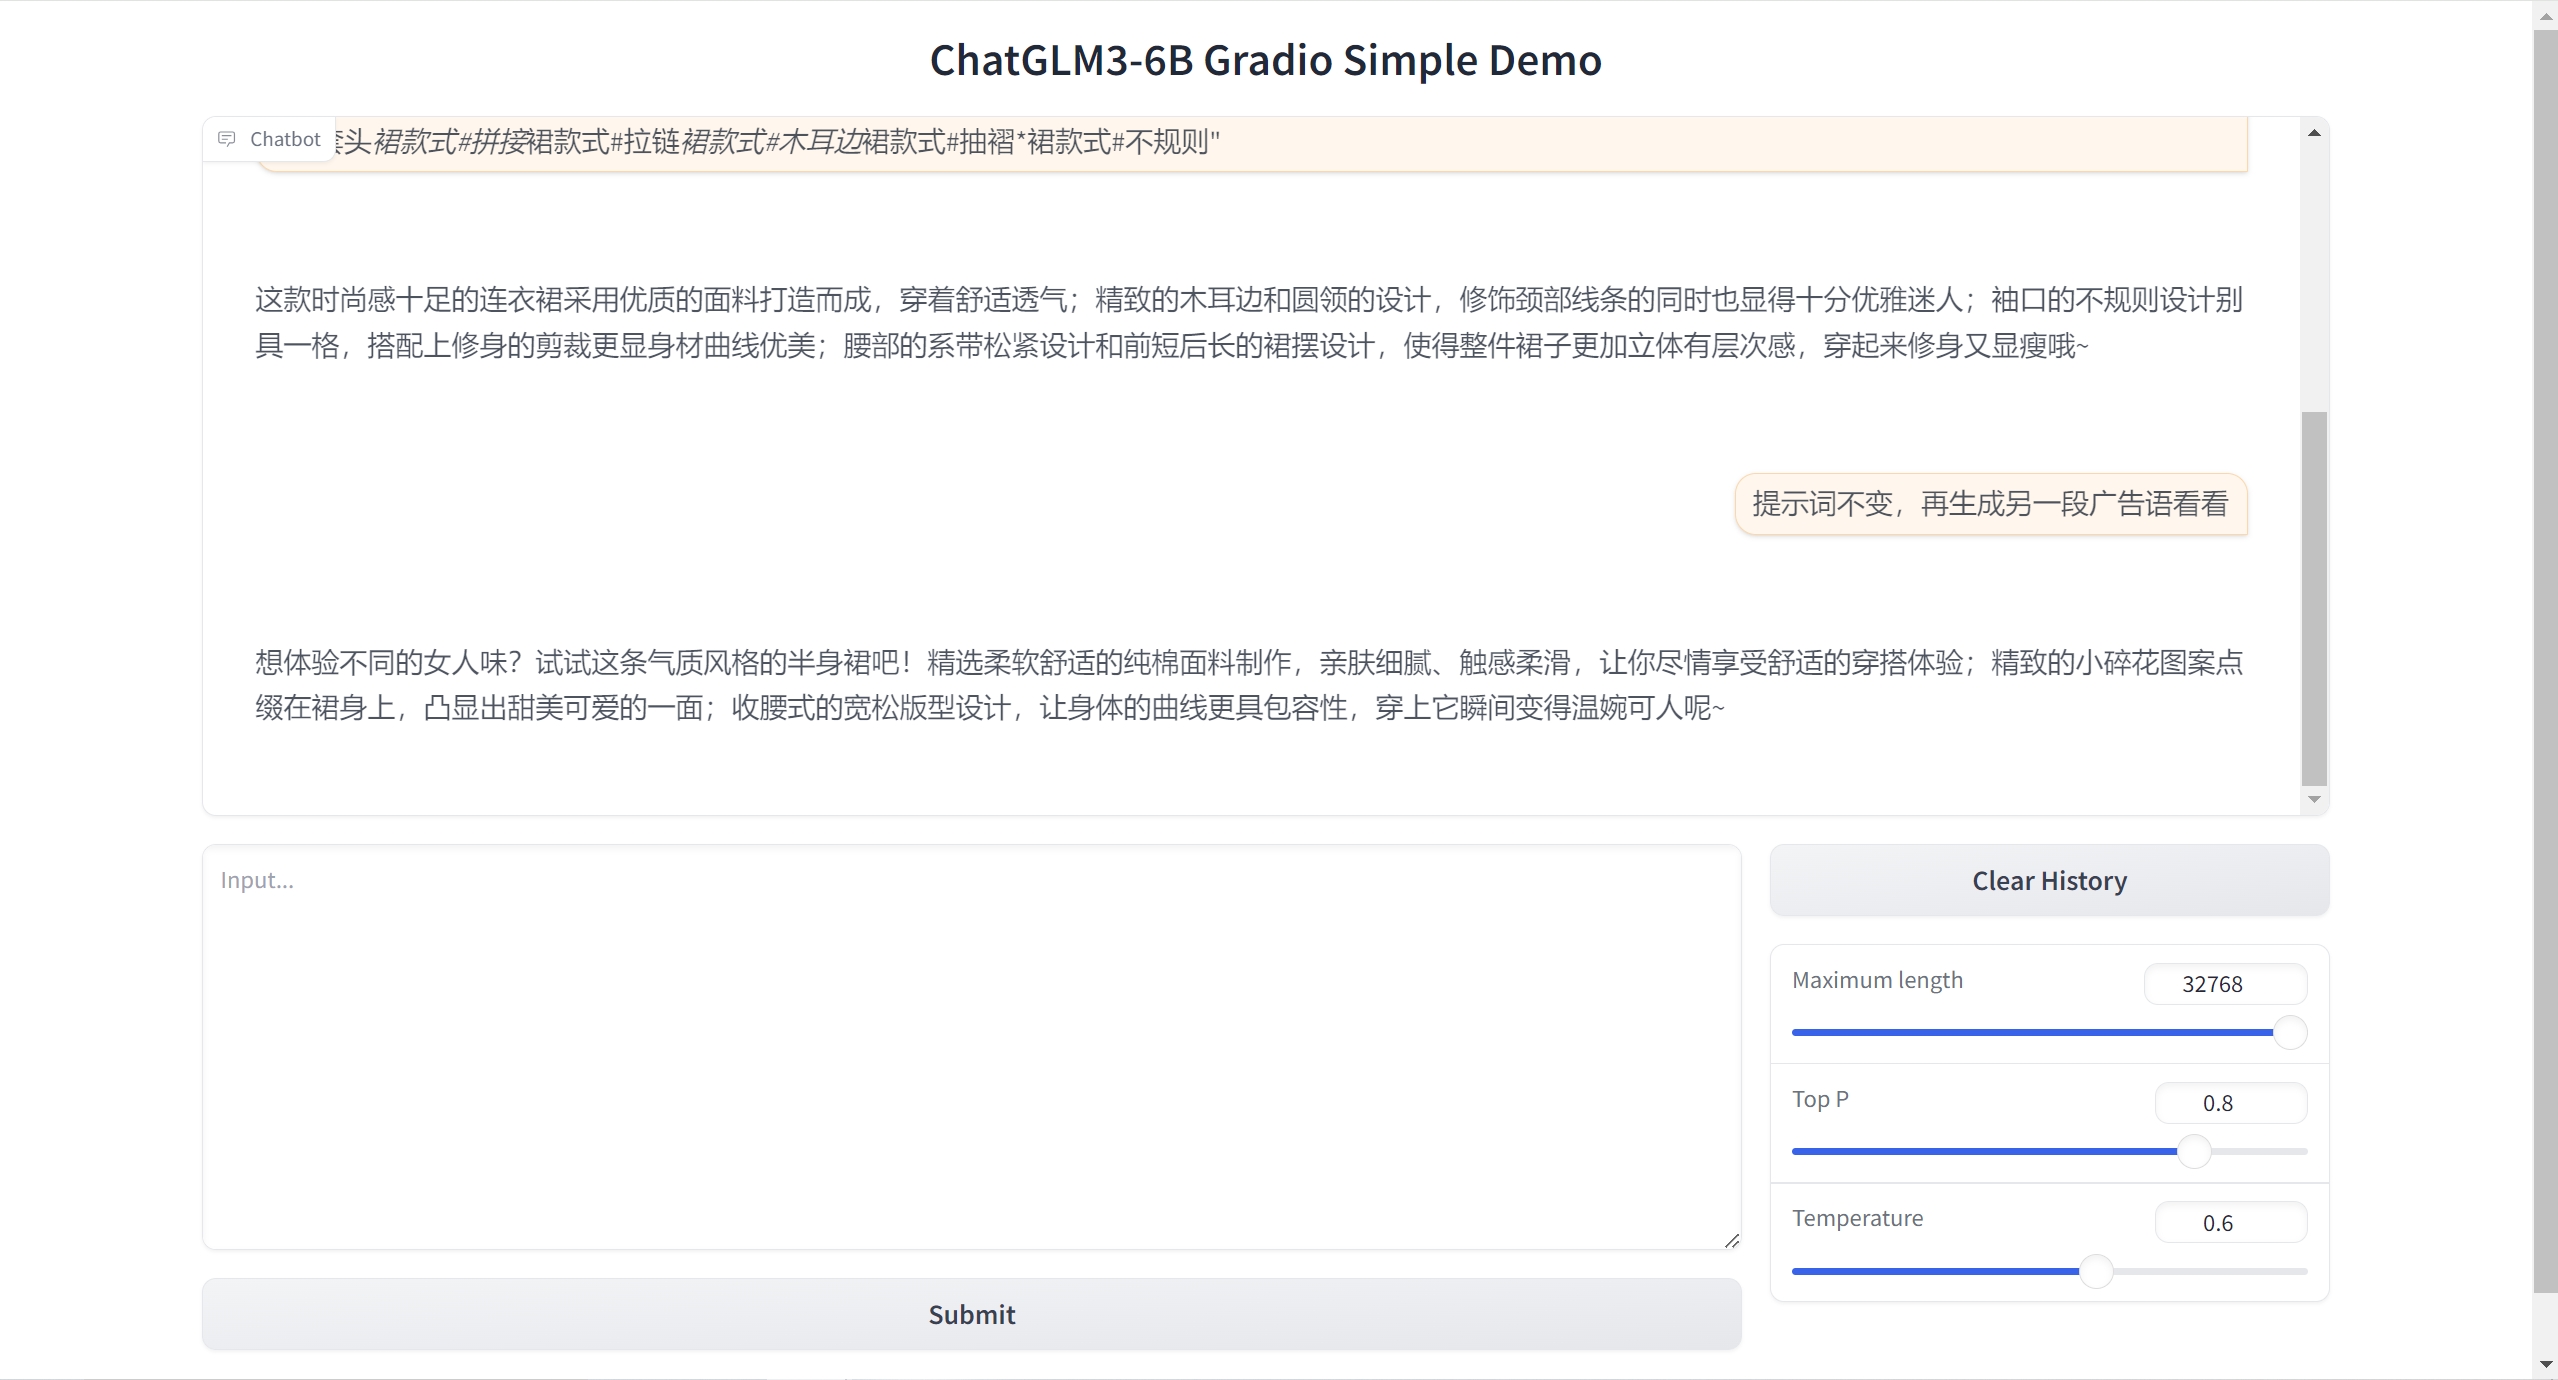 ChatGLM3-6B Gradio Simple Demo
Chatbot
头裙款式#拼接裙款式#拉链裙款式#木耳边裙款式#抽褶*裙款式#不规则"
这款时尚感十足的连衣裙采用优质的面料打造而成，穿着舒适透气；精致的木耳边和圆领的设计，修饰颈部线条的同时也显得十分优雅迷人；袖口的不规则设计别
具一格，搭配上修身的剪裁更显身材曲线优美；腰部的系带松紧设计和前短后长的裙摆设计，使得整件裙子更加立体有层次感，穿起来修身又显瘦哦~
提示词不变，再生成另一段广告语看看
想体验不同的女人味？试试这条气质风格的半身裙吧！精选柔软舒适的纯棉面料制作，亲肤细腻、触感柔滑，让你尽情享受舒适的穿搭体验；精致的小碎花图案点
缀在裙身上，凸显出甜美可爱的一面；收腰式的宽松版型设计，让身体的曲线更具包容性，穿上它瞬间变得温婉可人呢~
Input...
Submit
Clear History
Maximum length
32768
Top P
0.8
Temperature
0.6